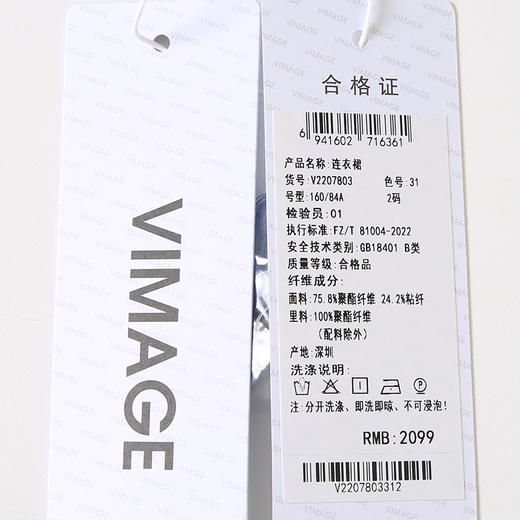 VIMAGE
合格证
6 941602 716361
产品名称:连衣裙
货号:V2207803 色号:31
号型:160/84A 2码
检验员:01
执行标准:FZ/T 81004-2022
安全技术类别:GB18401 B类
质量等级:合格品
纤维成分:
面料:75.8%聚酯纤维 24.2%粘纤
里料:100%聚酯纤维
(配料除外)
产地:深圳
洗涤说明:
注:分开洗涤、即洗即晾、不可浸泡!
RMB:2099
V2207803312